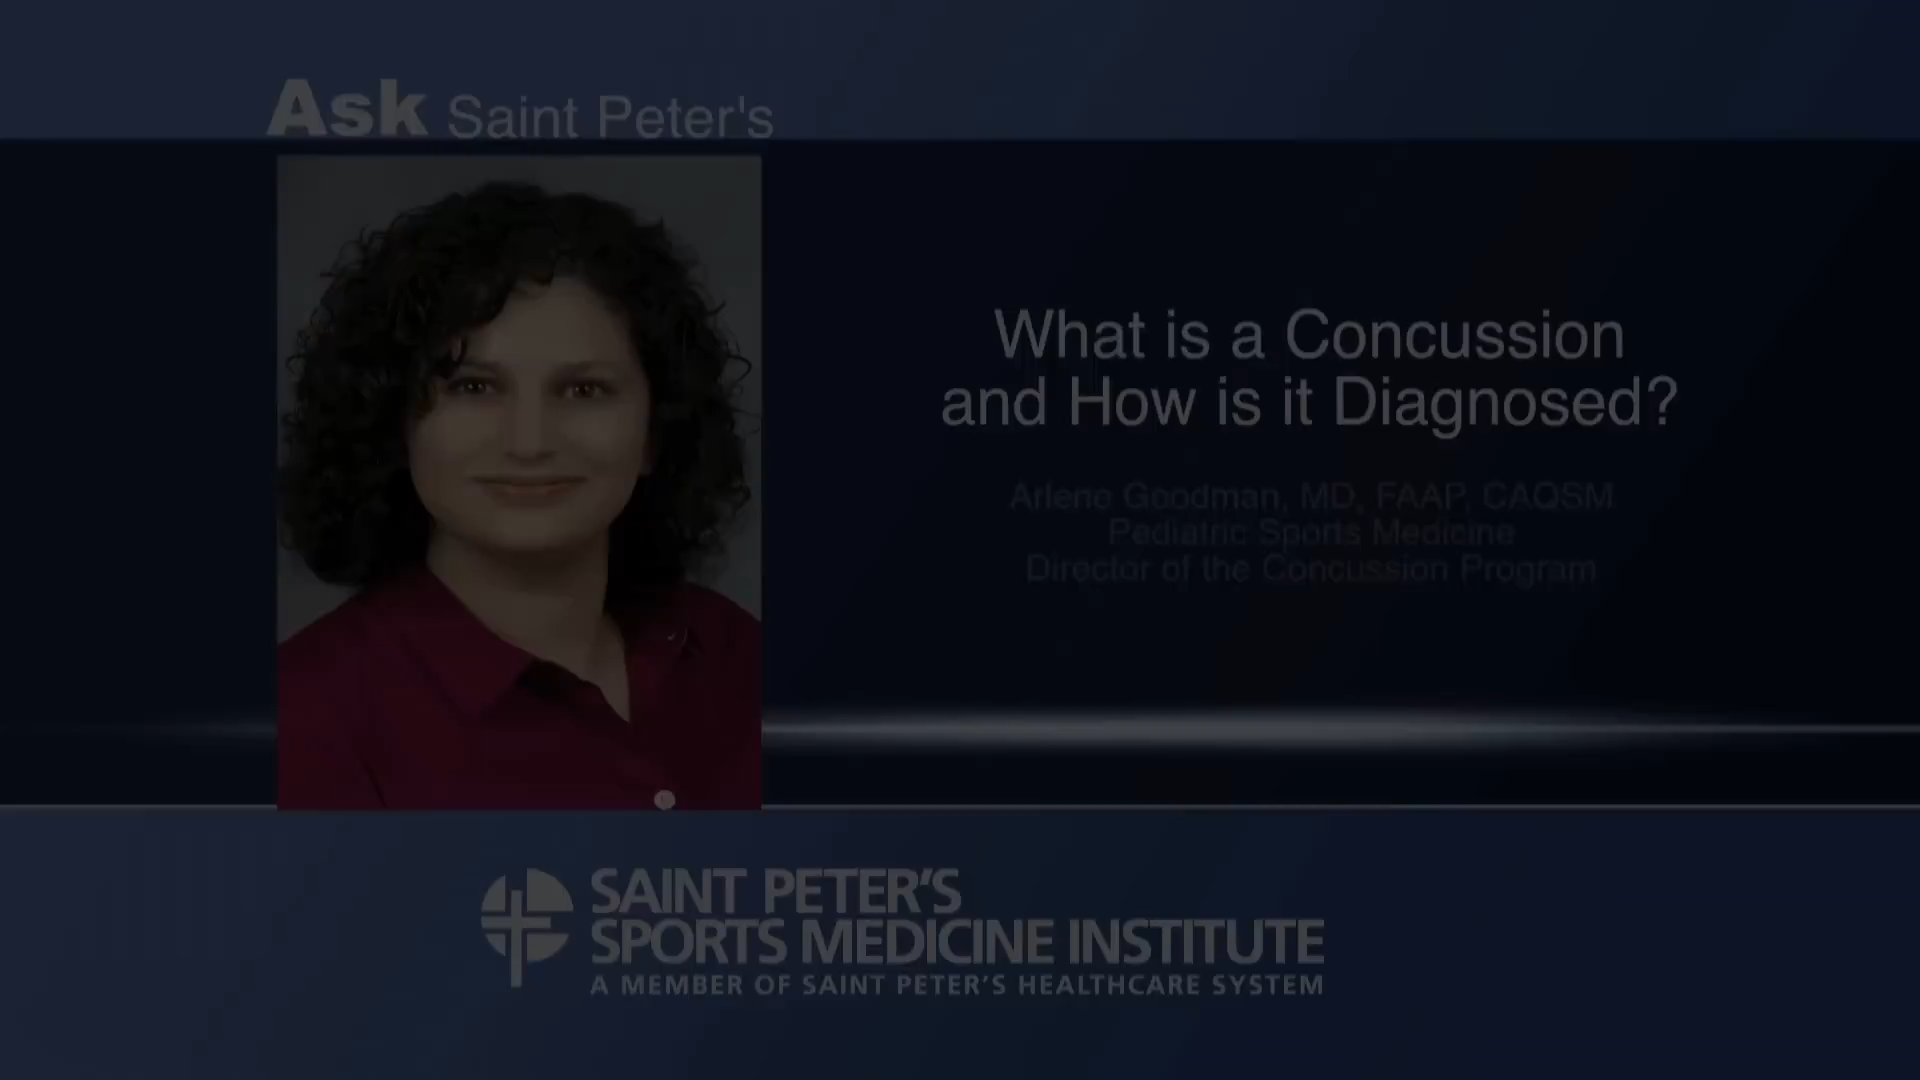 Ask Saint Peter's
What is a Concussion
and How is it Diagnosed?
Arlene Goodman, MD, FAAP, CAQSM
Pediatric Sports Medicine
Director of the Concussion Program
SAINT PETER'S
SPORTS MEDICINE INSTITUTE
A MEMBER OF SAINT PETER'S HEALTHCARE SYSTEM